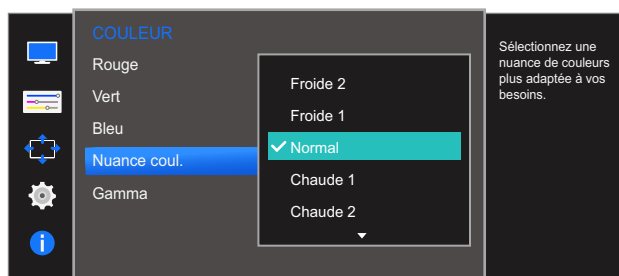 COULEUR
Rouge
Vert
Bleu
Nuance coul.
Gamma
Froide 2
Froide 1
Normal
Chaude 1
Chaude 2
Sélectionnez une
nuance de couleurs
plus adaptée à vos
besoins.